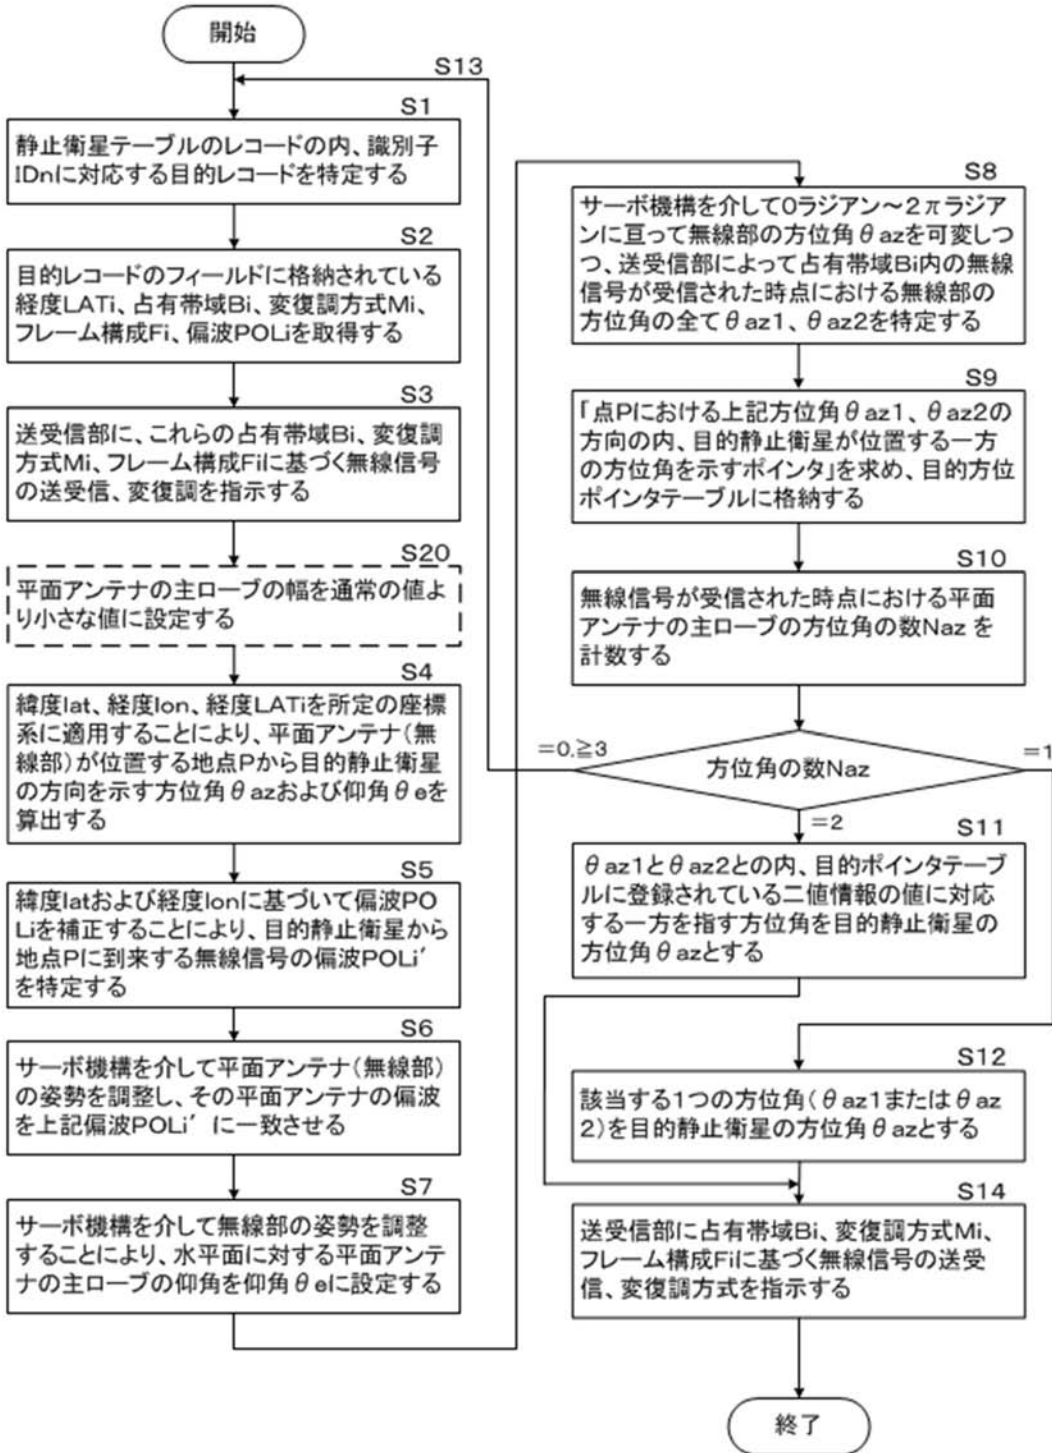 開始
S13
S1
静止衛星テーブルのレコードの内、識別子
IDnに対応する目的レコードを特定する
S2
目的レコードのフィールドに格納されている
経度LATi、占有帯域Bi、変復調方式Mi、
フレーム構成Fi、偏波POLiを取得する
S3
送受信部に、これらの占有帯域Bi、変復調
方式Mi、フレーム構成Fiに基づく無線信号
の送受信、変復調を指示する
S20
平面アンテナの主ローブの幅を通常の値よ
り小さな値に設定する
S4
緯度lat、経度lon、経度LATiを所定の座標
系に適用することにより、平面アンテナ(無
線部)が位置する地点Pから目的静止衛星
の方向を示す方位角θazおよび仰角θeを
算出する
S5
緯度latおよび経度lonに基づいて偏波PO
Liを補正することにより、目的静止衛星から
地点Pに到来する無線信号の偏波POLi′
を特定する
S6
サーボ機構を介して平面アンテナ(無線部)
の姿勢を調整し、その平面アンテナの偏波
を上記偏波POLi′に一致させる
S7
サーボ機構を介して無線部の姿勢を調整
することにより、水平面に対する平面アンテ
ナの主ローブの仰角を仰角θeに設定する
S8
サーボ機構を介して0ラジアン～2πラジア
ンに亘って無線部の方位角θazを可変しつ
つ、送受信部によって占有帯域Bi内の無線
信号が受信された時点における無線部の
方位角の全てθaz1、θaz2を特定する
S9
「点Pにおける上記方位角θaz1、θaz2の
方向の内、目的静止衛星が位置する一方
の方位角を示すポインタ」を求め、目的方位
ポインタテーブルに格納する
S10
無線信号が受信された時点における平面
アンテナの主ローブの方位角の数Nazを
計数する
=0,≧3
方位角の数Naz
=1
=2
S11
θaz1とθaz2との内、目的ポインタテーブ
ルに登録されている二値情報の値に対応
する一方を指す方位角を目的静止衛星の
方位角θazとする
S12
該当する1つの方位角(θaz1またはθaz
2)を目的静止衛星の方位角θazとする
S14
送受信部に占有帯域Bi、変復調方式Mi、
フレーム構成Fiに基づく無線信号の送受
信、変復調方式を指示する
終了